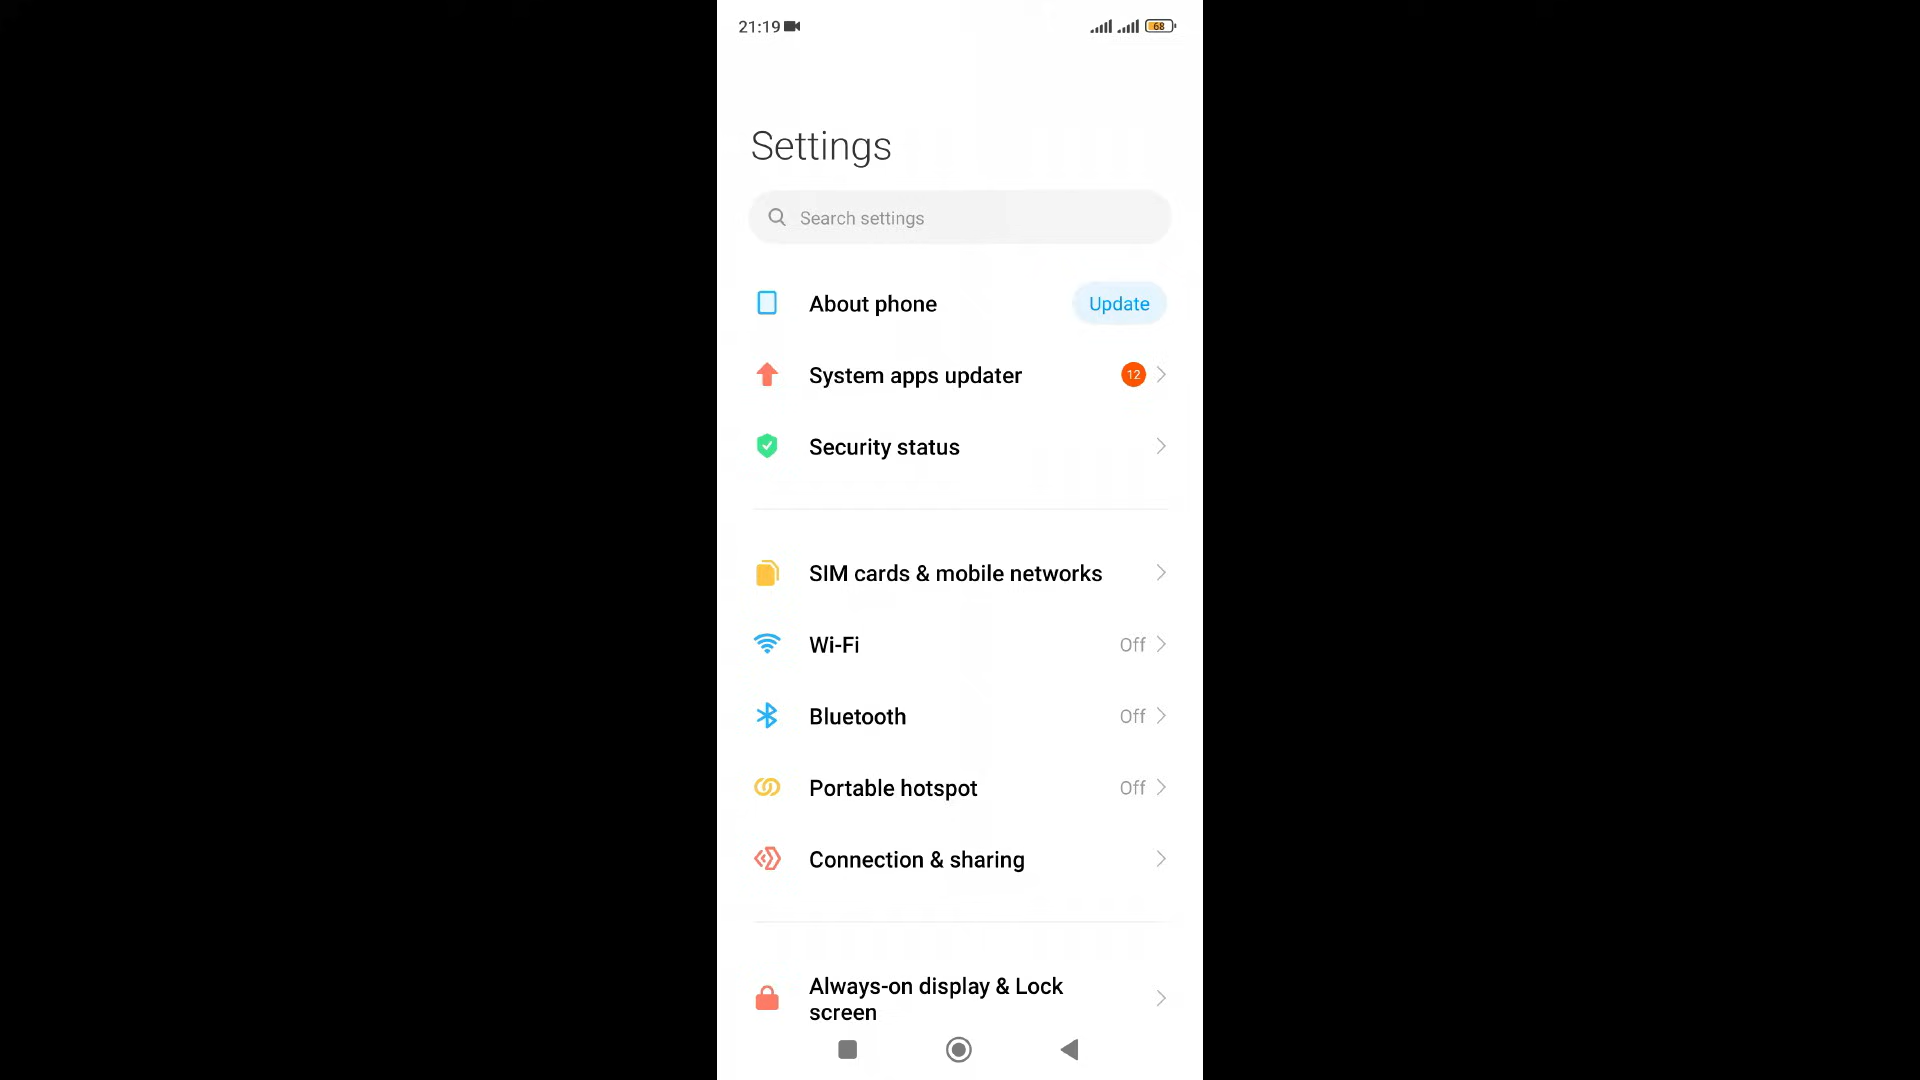 21:19
68
Settings
Search settings
About phone
Update
System apps updater
12
Security status
SIM cards & mobile networks
Wi-Fi
Off
Bluetooth
Off
Portable hotspot
Off
Connection & sharing
Always-on display & Lock
screen